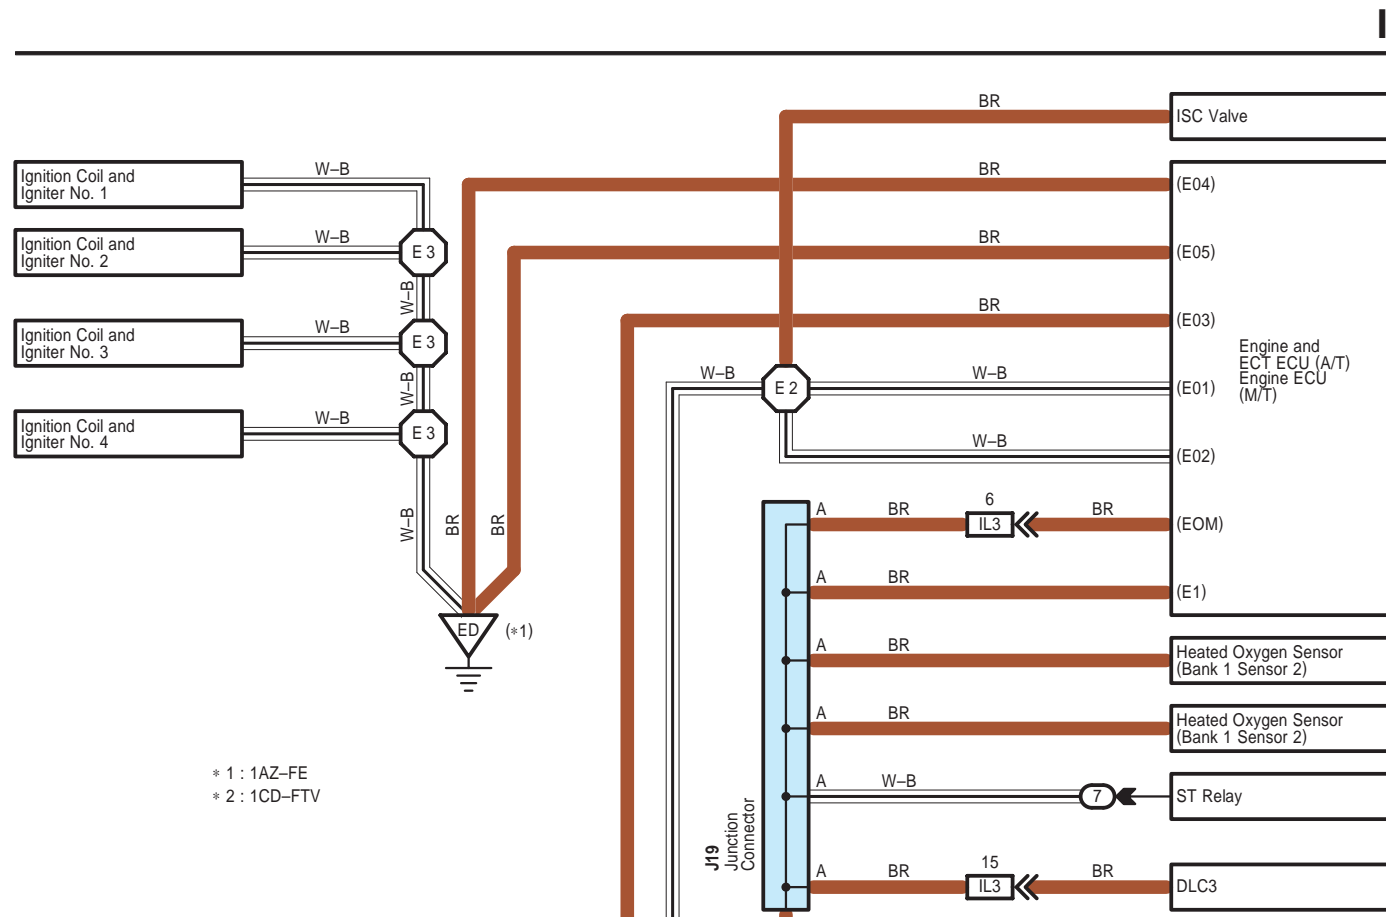 BR
ISC Valve
Ignition Coil and
Igniter No. 1
W–B
BR
(E04)
Ignition Coil and
Igniter No. 2
W–B
E 3
BR
(E05)
W–B
Ignition Coil and
Igniter No. 3
W–B
E 3
BR
(E03)
Engine and
ECT ECU (A/T)
Engine ECU
(M/T)
W–B
W–B
E 2
W–B
(E01)
Ignition Coil and
Igniter No. 4
W–B
E 3
W–B
(E02)
W–B
BR
BR
A
BR
6
IL3
BR
(EOM)
A
BR
(E1)
ED
(∗1)
A
BR
Heated Oxygen Sensor
(Bank 1 Sensor 2)
A
BR
Heated Oxygen Sensor
(Bank 1 Sensor 2)
∗ 1 : 1AZ–FE
∗ 2 : 1CD–FTV
A
W–B
7
ST Relay
J19
Junction
Connector
A
BR
15
IL3
BR
DLC3